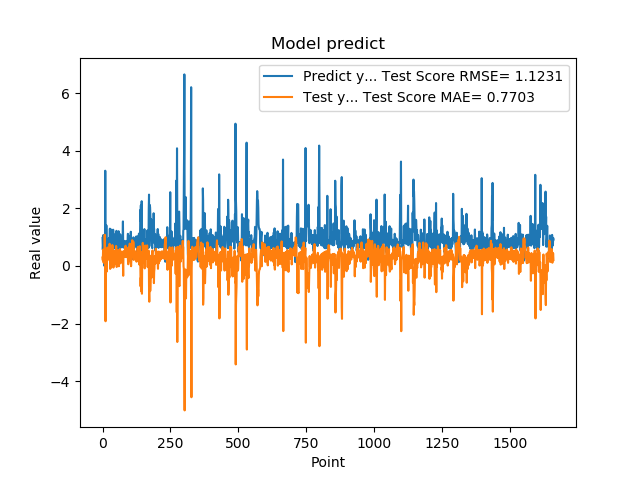 Model predict
Predict y... Test Score RMSE= 1.1231
Test y... Test Score MAE= 0.7703
Real value
6
4
2
0
−2
−4
0 250 500 750 1000 1250 1500
Point